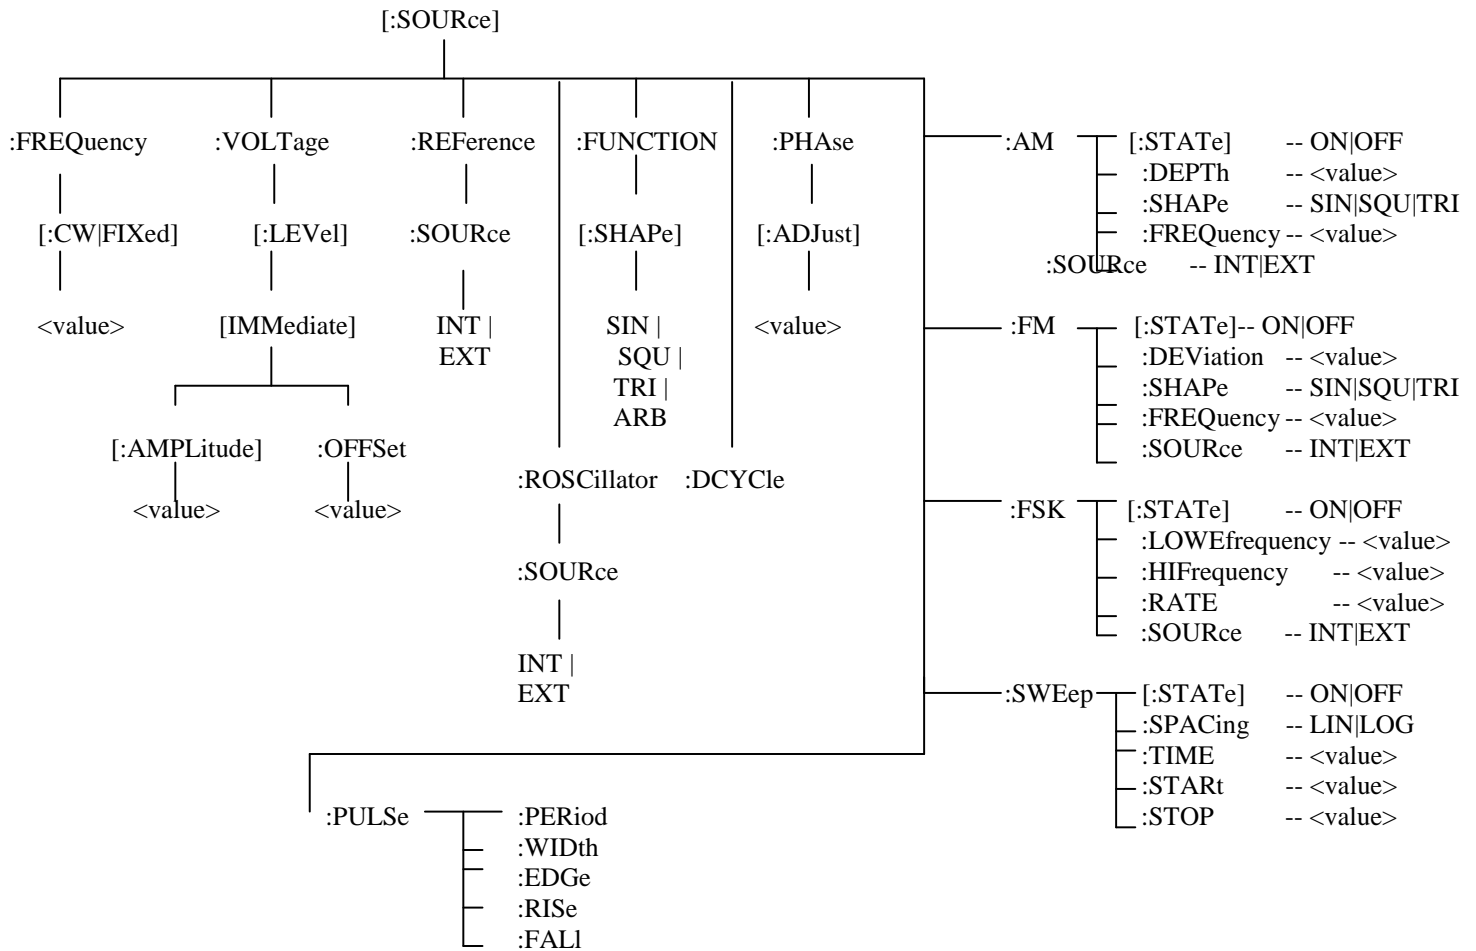 [:SOURce]
:FREQuency :VOLTage :REFerence :FUNCTION :PHAse
[:CW|FIXed] [:LEVel] :SOURce [:SHAPe] [:ADJust]
<value> [IMMediate] INT | SIN | <value>
EXT SQU |
TRI |
ARB
[:AMPLitude] :OFFSet
<value> <value>
:ROSCillator :DCYCle
:SOURce
INT |
EXT
:AM [:STATe] -- ON|OFF
:DEPTh -- <value>
:SHAPe -- SIN|SQU|TRI
:FREQuency -- <value>
:SOURce -- INT|EXT
:FM [:STATe]-- ON|OFF
:DEViation -- <value>
:SHAPe -- SIN|SQU|TRI
:FREQuency -- <value>
:SOURce -- INT|EXT
:FSK [:STATe] -- ON|OFF
:LOWEfrequency -- <value>
:HIFrequency -- <value>
:RATE -- <value>
:SOURce -- INT|EXT
:SWEep [:STATe] -- ON|OFF
:SPACing -- LIN|LOG
:TIME -- <value>
:STARt -- <value>
:STOP -- <value>
:PULSe :PERiod
:WIDth
:EDGe
:RISe
:FALl